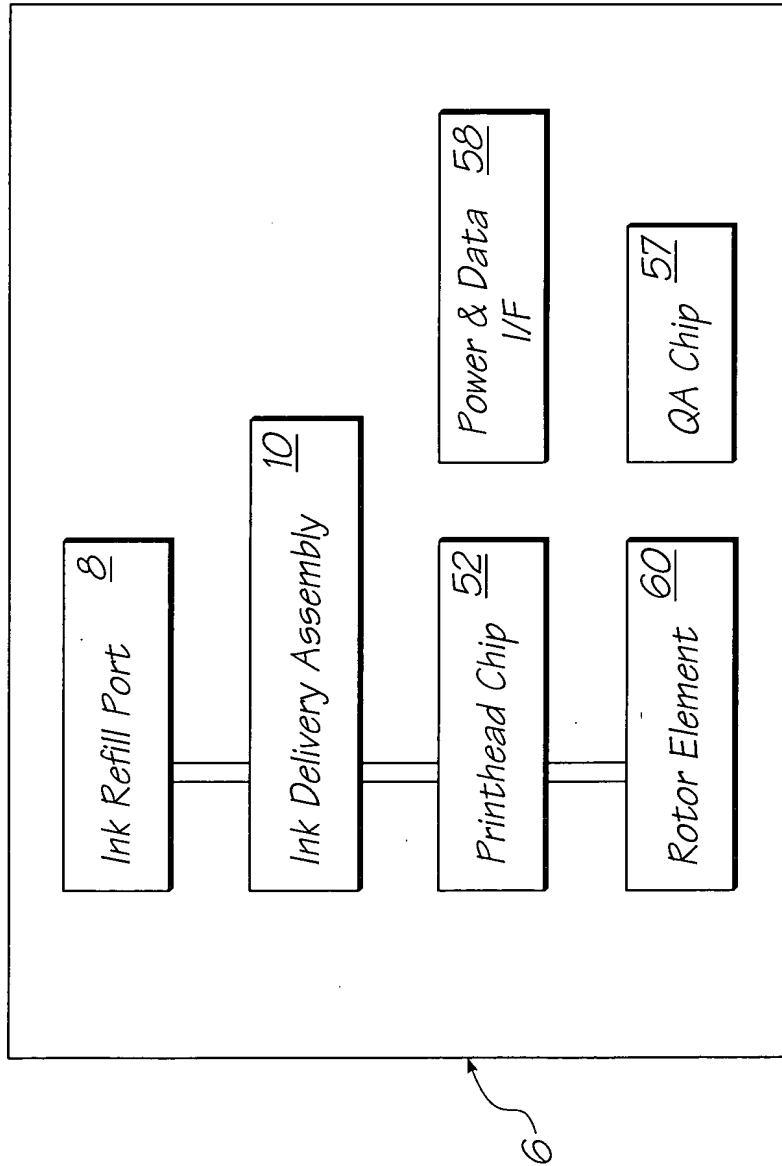 Ink Refill Port 8
Ink Delivery Assembly 10
Printhead Chip 52
Power & Data 58
I/F
Rotor Element 60
QA Chip 57
6